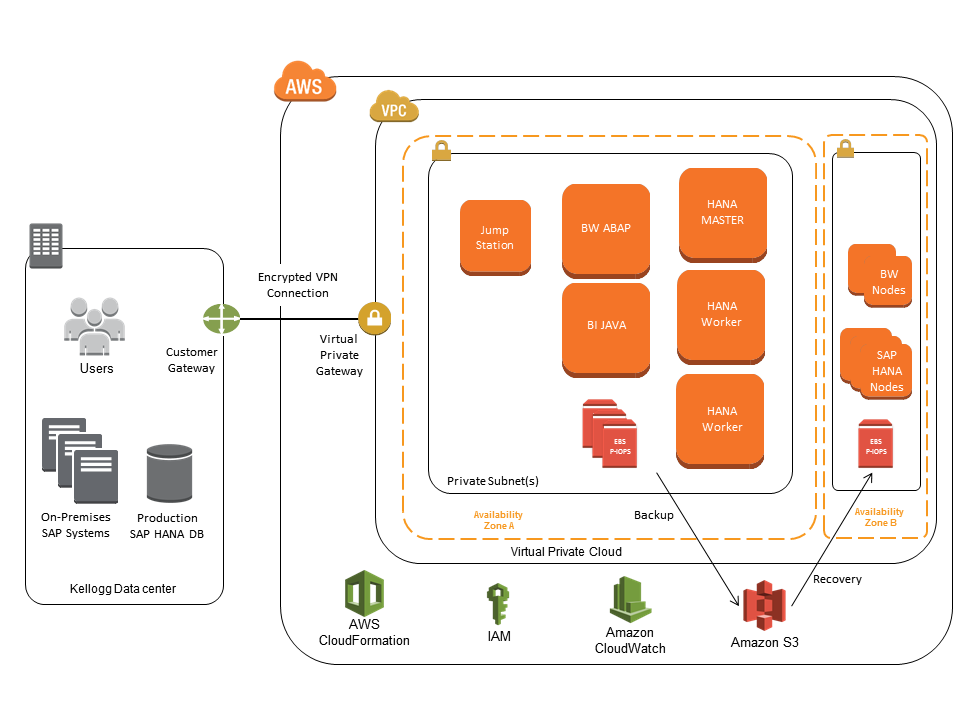 AWS
VPC
Jump
Station
BW ABAP
HANA
MASTER
BI JAVA
HANA
Worker
HANA
Worker
EBS
P-IOPS
Private Subnet(s)
Availability
Zone A
BW
Nodes
SAP
HANA
Nodes
EBS
P-IOPS
Availability
Zone B
Virtual Private Cloud
Encrypted VPN
Connection
Customer
Gateway
Virtual
Private
Gateway
Users
On-Premises
SAP Systems
Production
SAP HANA DB
Kellogg Data center
Backup
Recovery
AWS
CloudFormation
IAM
Amazon
CloudWatch
Amazon S3